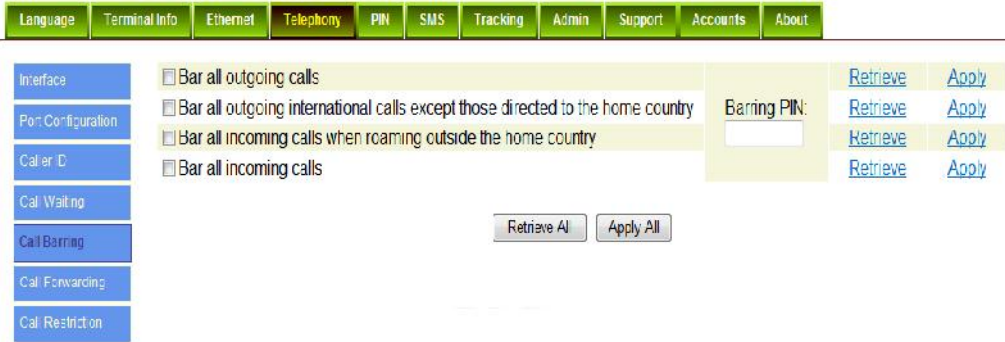 Language Terminal Info Ethernet Telephony PIN SMS Tracking Admin Support Accounts About
Interface
Port Configuration
Caller ID
Call Waiting
Call Barring
Call Forwarding
Call Restriction
Bar all outgoing calls Retrieve Apply
Bar all outgoing international calls except those directed to the home country Barring PIN: Retrieve Apply
Bar all incoming calls when roaming outside the home country Retrieve Apply
Bar all incoming calls Retrieve Apply
Retrieve All Apply All